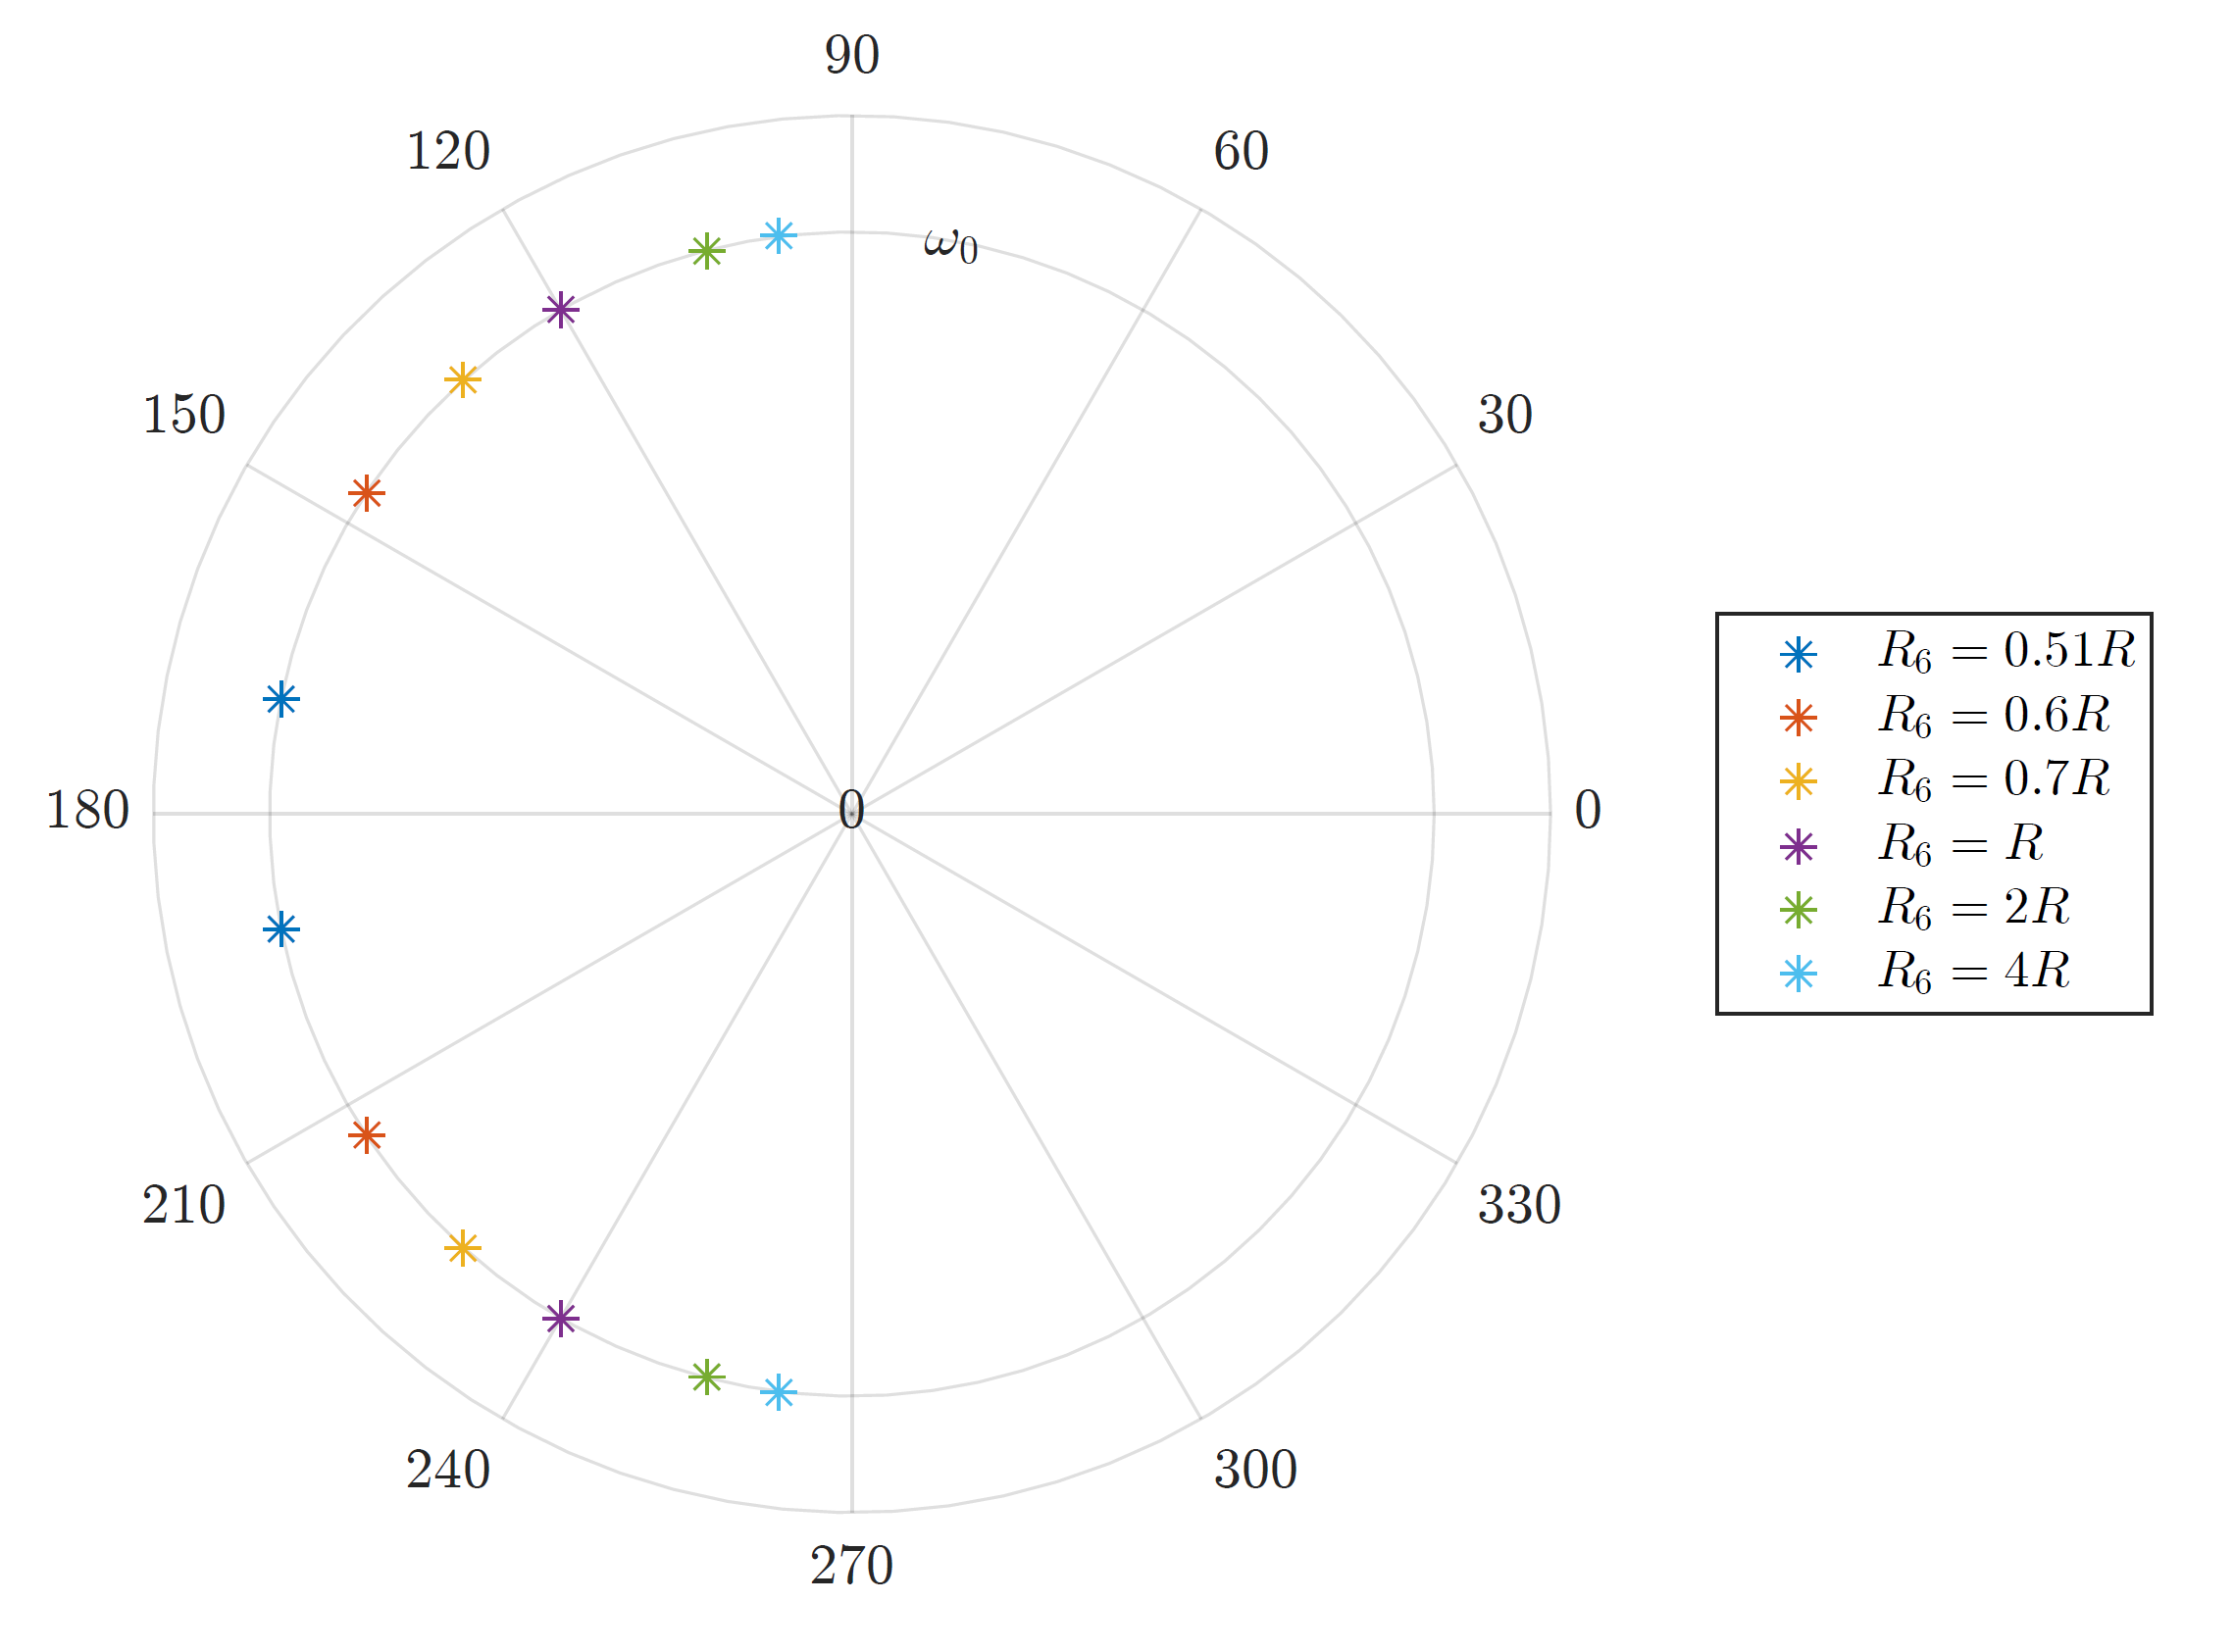 90
120
60
ω₀
150
30
180
0
0
R₆ = 0.51R
R₆ = 0.6R
R₆ = 0.7R
R₆ = R
R₆ = 2R
R₆ = 4R
210
330
240
300
270